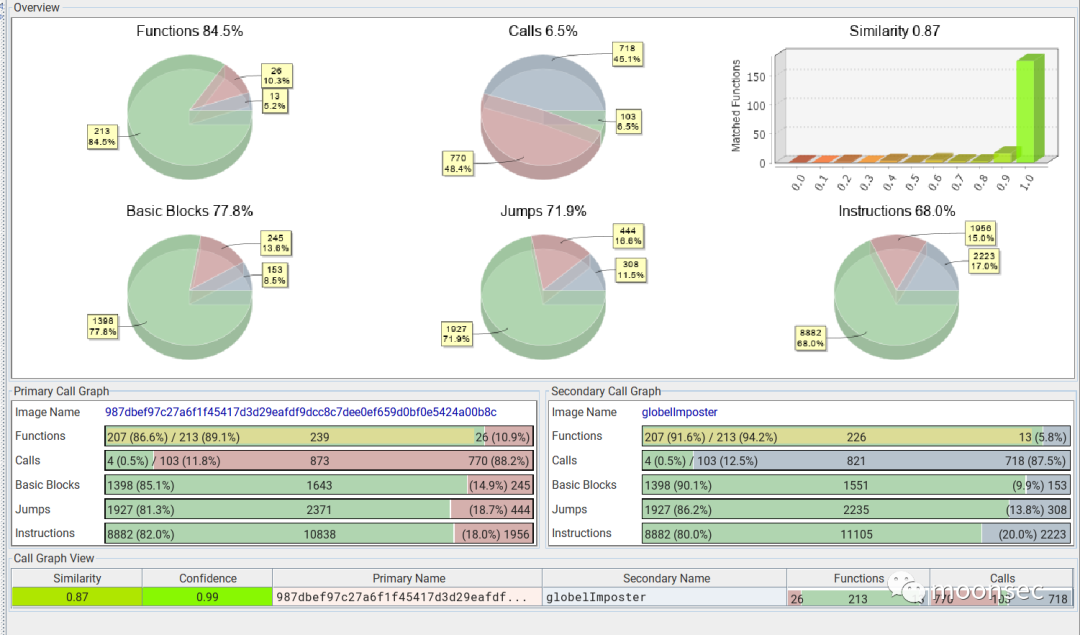 Overview
Functions 84.5%
Calls 6.5%
Similarity 0.87
26
10.3%
13
5.2%
213
84.5%
718
45.1%
103
6.5%
770
48.4%
Matched Functions
150
100
50
0
0.0 0.1 0.2 0.3 0.4 0.5 0.6 0.7 0.8 0.9 1.0
Basic Blocks 77.8%
Jumps 71.9%
Instructions 68.0%
245
13.6%
153
8.5%
1398
77.8%
444
16.6%
308
11.5%
1927
71.9%
1956
15.0%
2223
17.0%
8882
68.0%
Primary Call Graph
Image Name 987dbef97c27a6f1f45417d3d29eafdf9dcc8c7dee0ef659d0bf0e5424a00b8c
Functions 207 (86.6%) / 213 (89.1%) 239 26 (10.9%)
Calls 4 (0.5%) / 103 (11.8%) 873 770 (88.2%)
Basic Blocks 1398 (85.1%) 1643 (14.9%) 245
Jumps 1927 (81.3%) 2371 (18.7%) 444
Instructions 8882 (82.0%) 10838 (18.0%) 1956
Secondary Call Graph
Image Name globelImposter
Functions 207 (91.6%) / 213 (94.2%) 226 13 (5.8%)
Calls 4 (0.5%) / 103 (12.5%) 821 718 (87.5%)
Basic Blocks 1398 (90.1%) 1551 (9.9%) 153
Jumps 1927 (86.2%) 2235 (13.8%) 308
Instructions 8882 (80.0%) 11105 (20.0%) 2223
Call Graph View
Similarity Confidence Primary Name Secondary Name Functions Calls
0.87 0.99 987dbef97c27a6f1f45417d3d29eafdf... globelImposter 26 213 770 103 718
moonsec